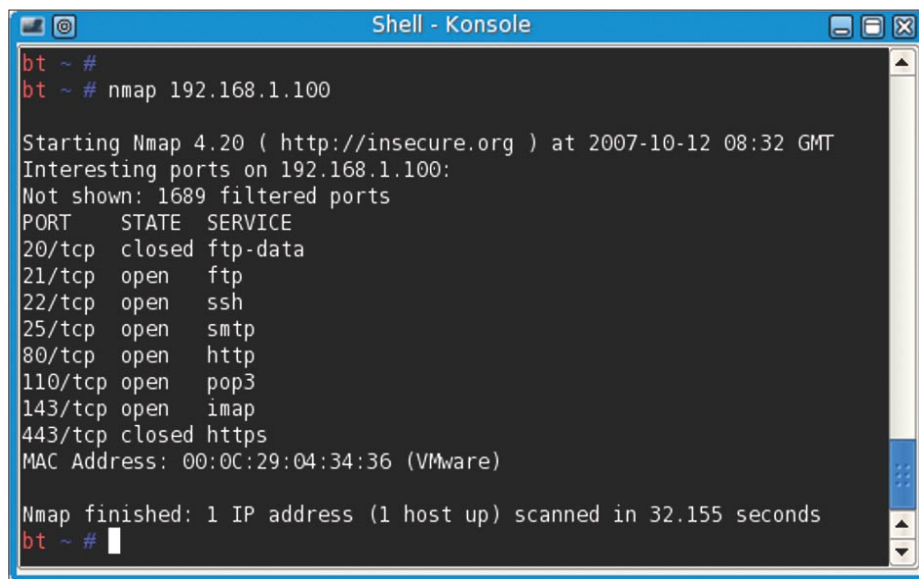 Shell - Konsole
bt ~ #
bt ~ # nmap 192.168.1.100
Starting Nmap 4.20 ( http://insecure.org ) at 2007-10-12 08:32 GMT
Interesting ports on 192.168.1.100:
Not shown: 1689 filtered ports
PORT    STATE  SERVICE
20/tcp  closed ftp-data
21/tcp  open   ftp
22/tcp  open   ssh
25/tcp  open   smtp
80/tcp  open   http
110/tcp open   pop3
143/tcp open   imap
443/tcp closed https
MAC Address: 00:0C:29:04:34:36 (VMware)
Nmap finished: 1 IP address (1 host up) scanned in 32.155 seconds
bt ~ #